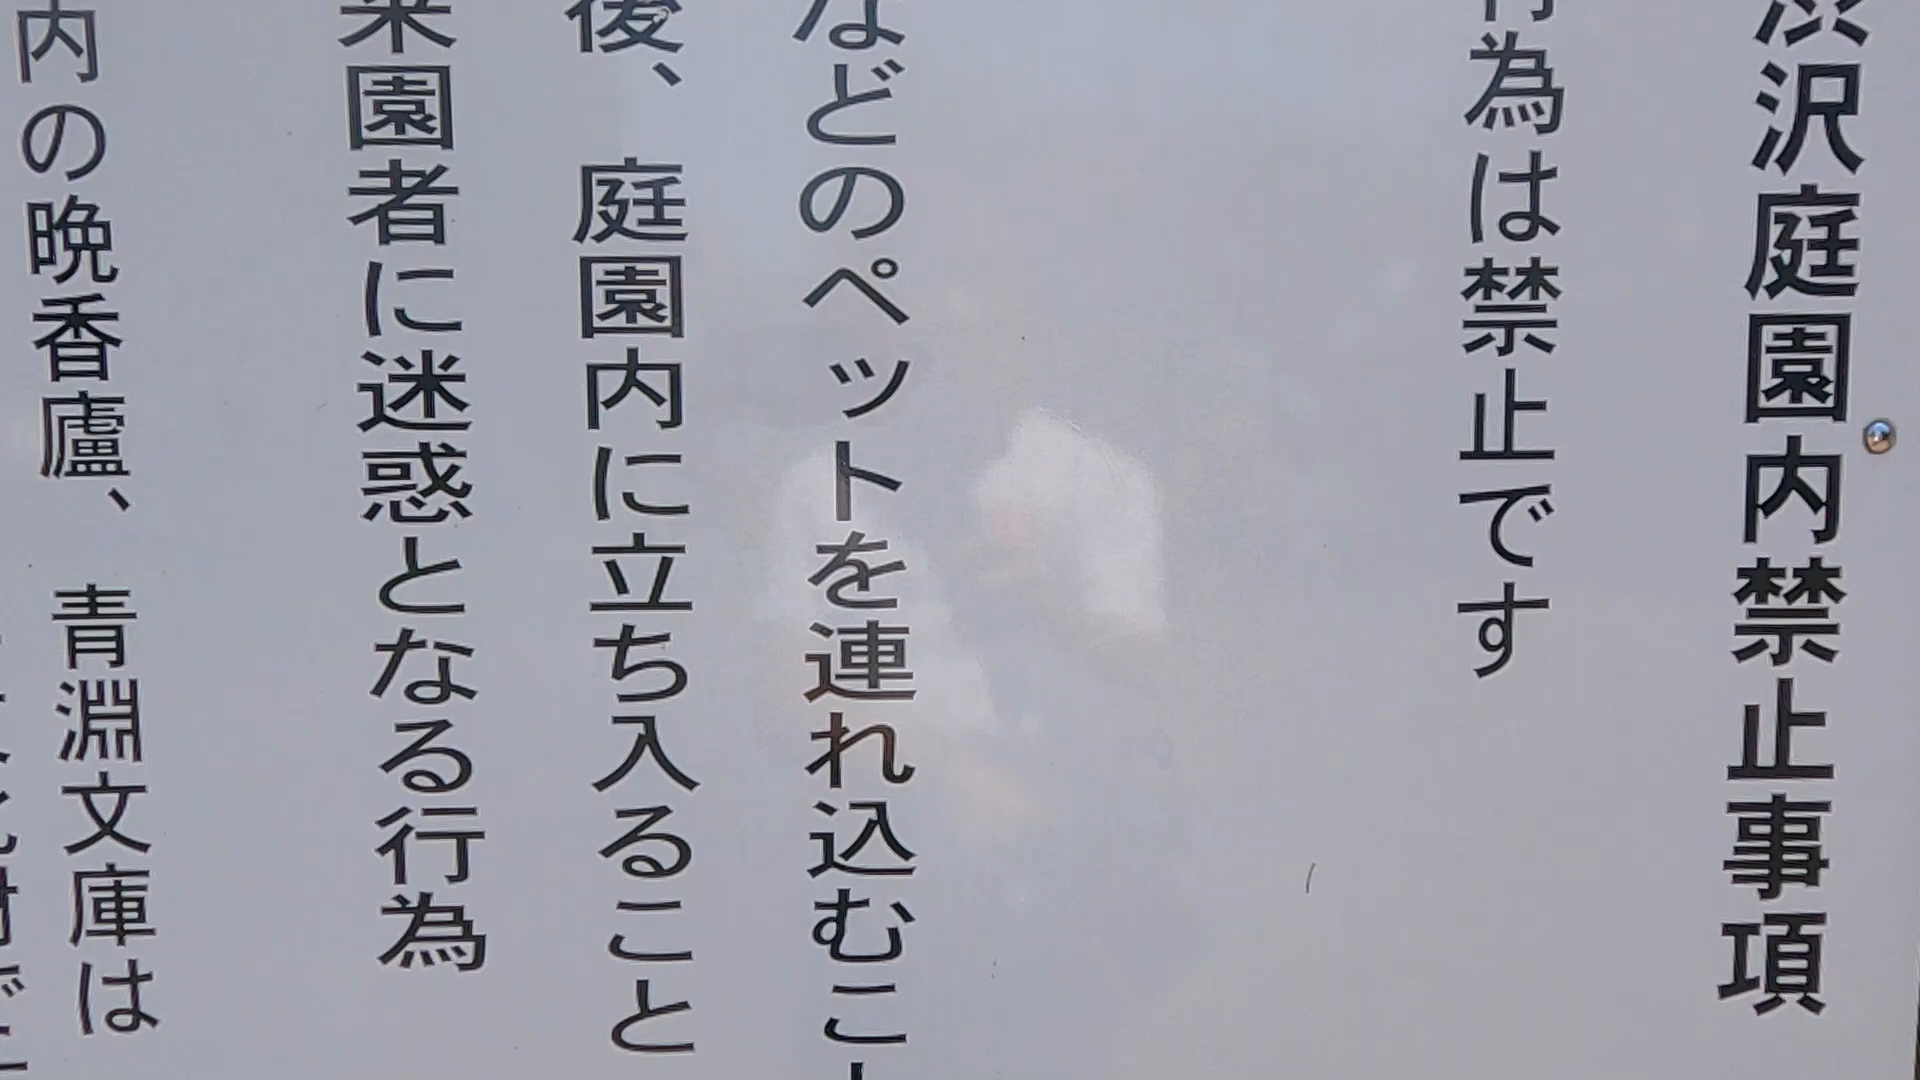 渋沢庭園内禁止事項
行為は禁止です
などのペットを連れ込むこと
後、庭園内に立ち入ること
来園者に迷惑となる行為
内の晩香廬、青淵文庫は